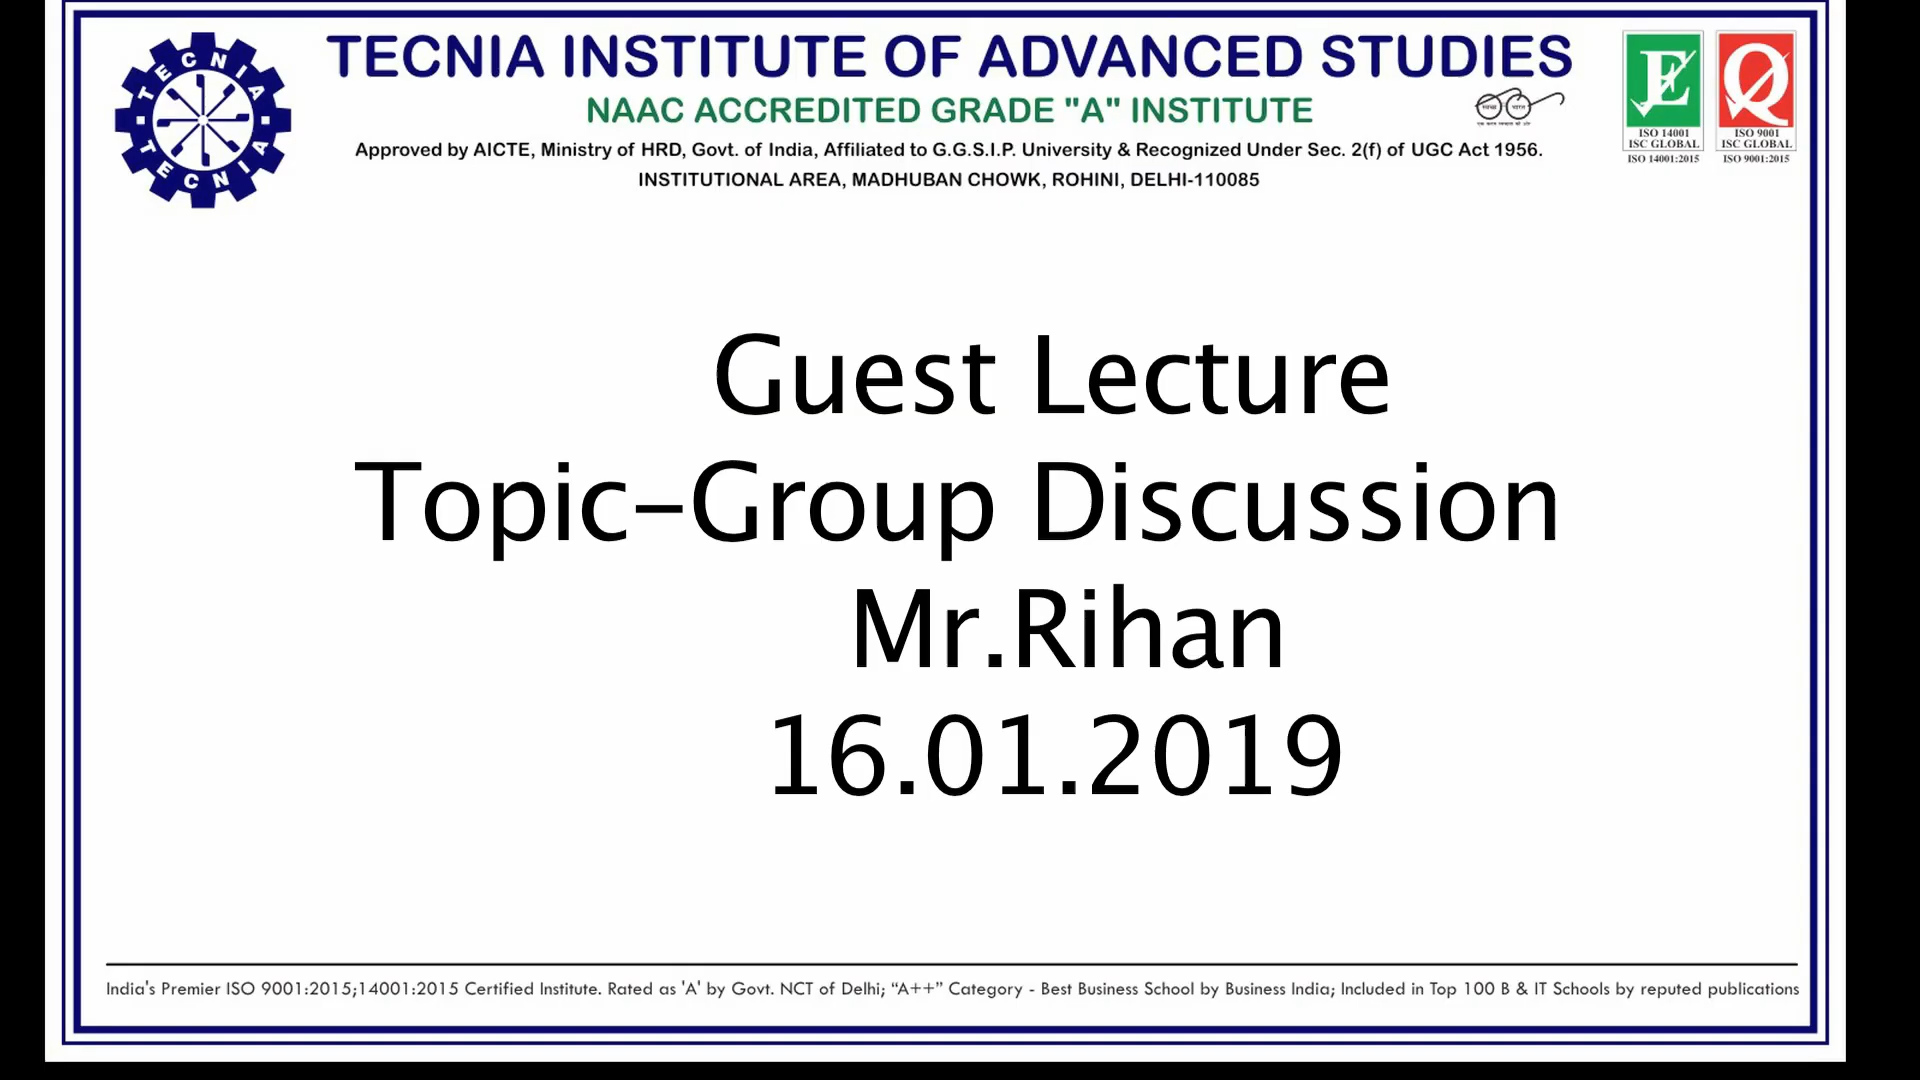 TECNIA
TECNIA
TECNIA INSTITUTE OF ADVANCED STUDIES
NAAC ACCREDITED GRADE "A" INSTITUTE
Approved by AICTE, Ministry of HRD, Govt. of India, Affiliated to G.G.S.I.P. University & Recognized Under Sec. 2(f) of UGC Act 1956.
INSTITUTIONAL AREA, MADHUBAN CHOWK, ROHINI, DELHI-110085
ISO 14001
ISC GLOBAL
ISO 14001:2015
ISO 9001
ISC GLOBAL
ISO 9001:2015
Guest Lecture
Topic-Group Discussion
Mr.Rihan
16.01.2019
India's Premier ISO 9001:2015;14001:2015 Certified Institute. Rated as 'A' by Govt. NCT of Delhi; “A++” Category - Best Business School by Business India; Included in Top 100 B & IT Schools by reputed publications